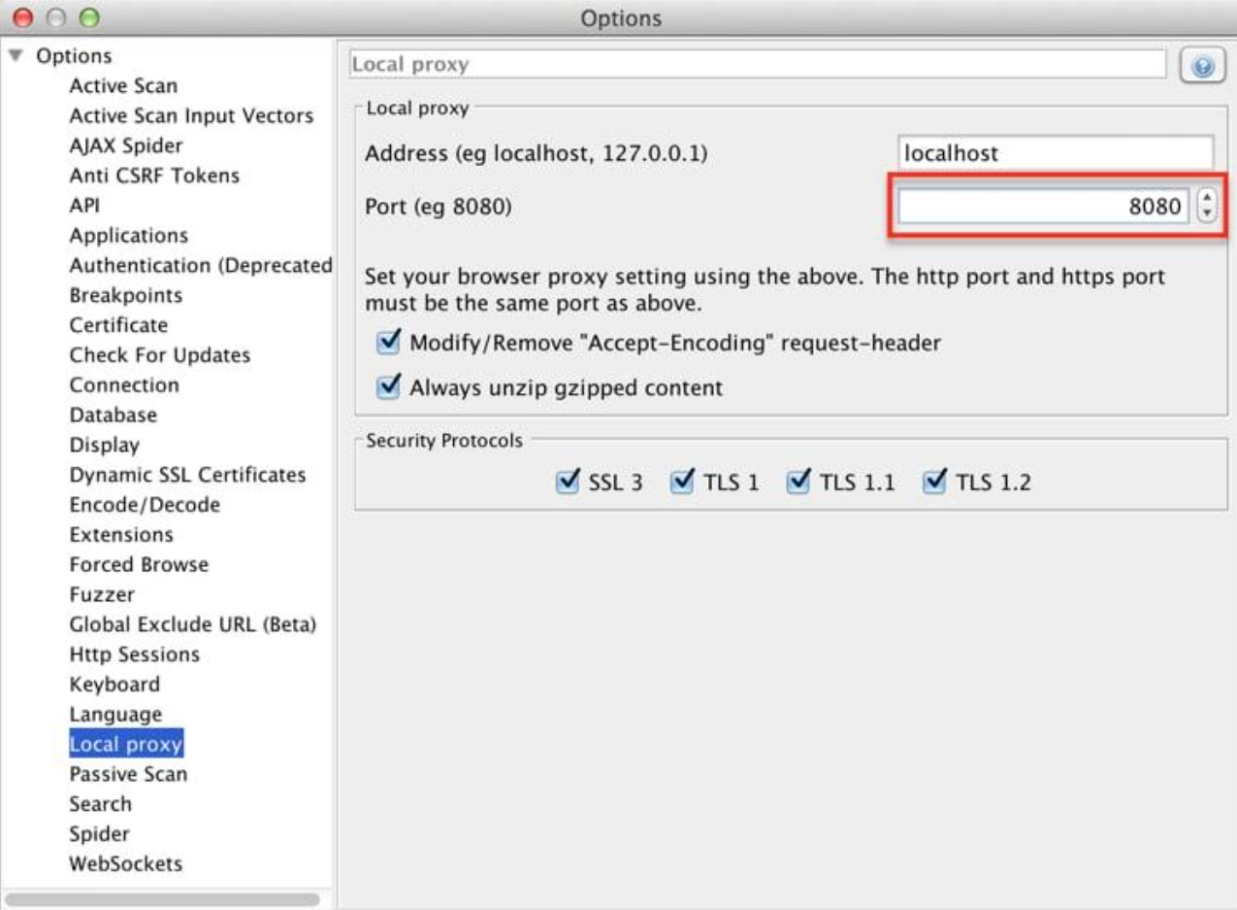 Options
Options
Active Scan
Active Scan Input Vectors
AJAX Spider
Anti CSRF Tokens
API
Applications
Authentication (Deprecated
Breakpoints
Certificate
Check For Updates
Connection
Database
Display
Dynamic SSL Certificates
Encode/Decode
Extensions
Forced Browse
Fuzzer
Global Exclude URL (Beta)
Http Sessions
Keyboard
Language
Local proxy
Passive Scan
Search
Spider
WebSockets
Local proxy
?
Local proxy
Address (eg localhost, 127.0.0.1)
localhost
Port (eg 8080)
8080
Set your browser proxy setting using the above. The http port and https port
must be the same port as above.
Modify/Remove "Accept-Encoding" request-header
Always unzip gzipped content
Security Protocols
SSL 3 TLS 1 TLS 1.1 TLS 1.2